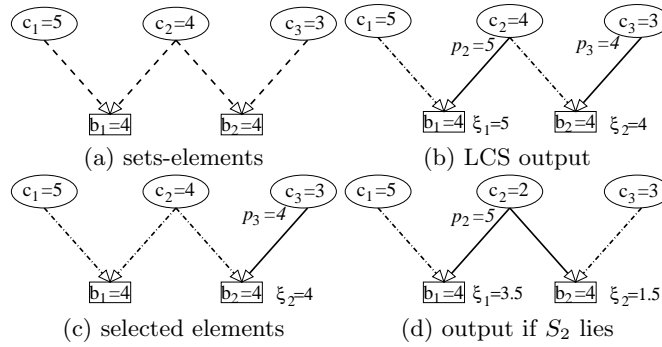 c₁=5 c₂=4 c₃=3
b₁=4 b₂=4
(a) sets-elements
c₁=5 c₂=4 c₃=3
p₂=5 p₃=4
b₁=4 ξ₁=5 b₂=4 ξ₂=4
(b) LCS output
c₁=5 c₂=4 c₃=3
p₃=4
b₁=4 b₂=4 ξ₂=4
(c) selected elements
c₁=5 c₂=2 c₃=3
p₂=5
b₁=4 ξ₁=3.5 b₂=4 ξ₂=1.5
(d) output if S₂ lies